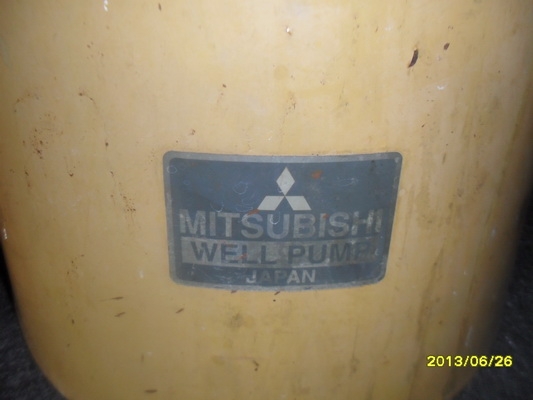 MITSUBISHI
WELL PUMP
JAPAN
2013/06/26